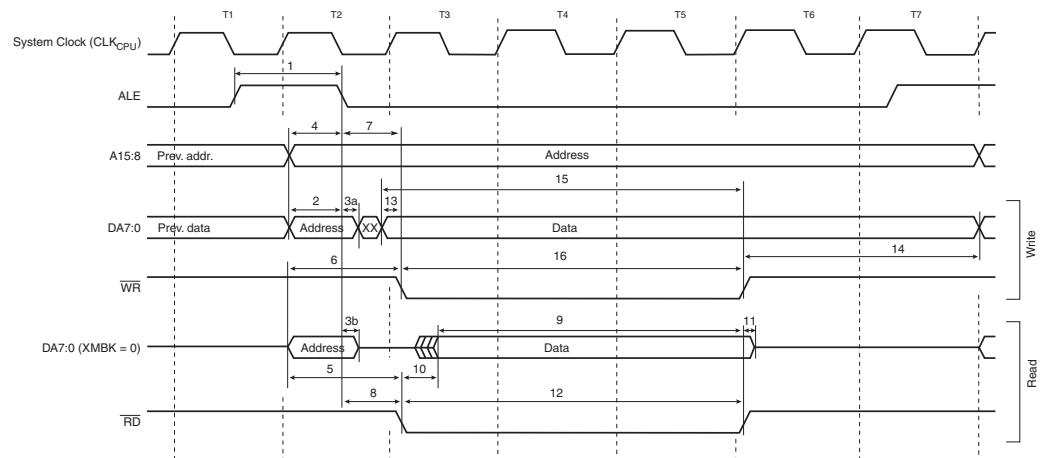 T1 T2 T3 T4 T5 T6 T7
System Clock (CLKCPU)
1
ALE
4 7
A15:8 Prev. addr. Address
15
2 3a 13
DA7:0 Prev. data Address XX Data
14
6 16
WR
Write
3b 9 11
DA7:0 (XMBK = 0) Address Data
5 10
8 12
RD
Read